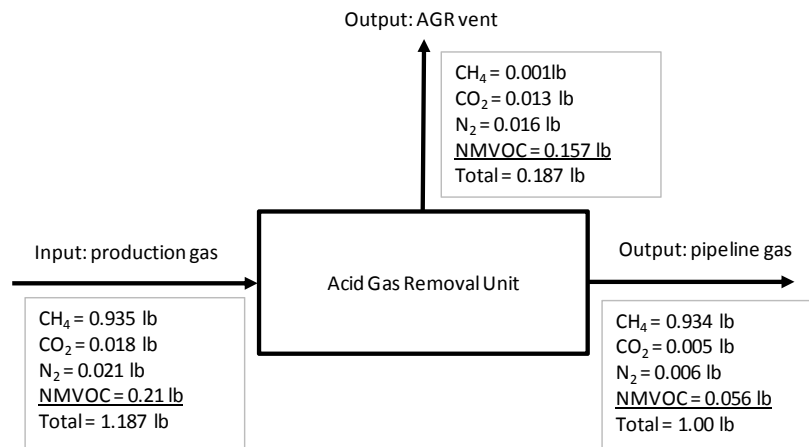 Output: AGR vent
CH₄ = 0.001lb
CO₂ = 0.013 lb
N₂ = 0.016 lb
NMVOC = 0.157 lb
Total = 0.187 lb
Input: production gas
Acid Gas Removal Unit
Output: pipeline gas
CH₄ = 0.935 lb
CO₂ = 0.018 lb
N₂ = 0.021 lb
NMVOC = 0.21 lb
Total = 1.187 lb
CH₄ = 0.934 lb
CO₂ = 0.005 lb
N₂ = 0.006 lb
NMVOC = 0.056 lb
Total = 1.00 lb